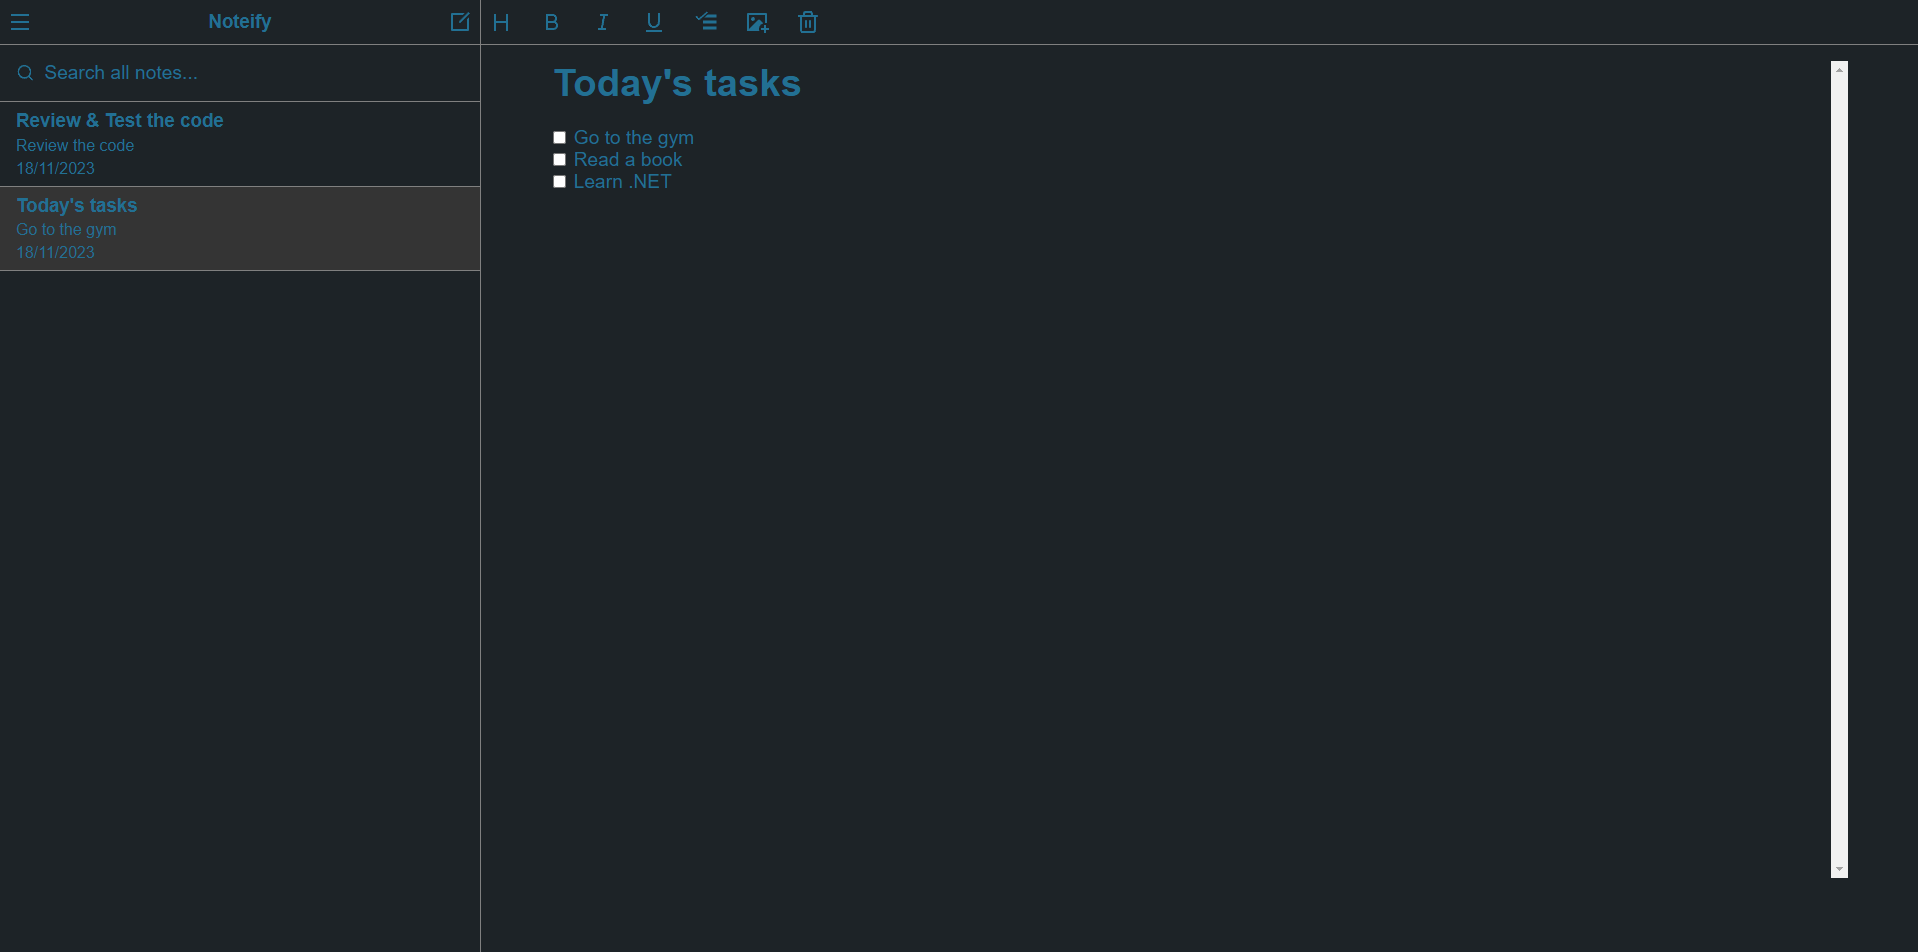 Noteify
H B I U
Search all notes...
Review & Test the code
Review the code
18/11/2023
Today's tasks
Go to the gym
18/11/2023
Today's tasks
Go to the gym
Read a book
Learn .NET